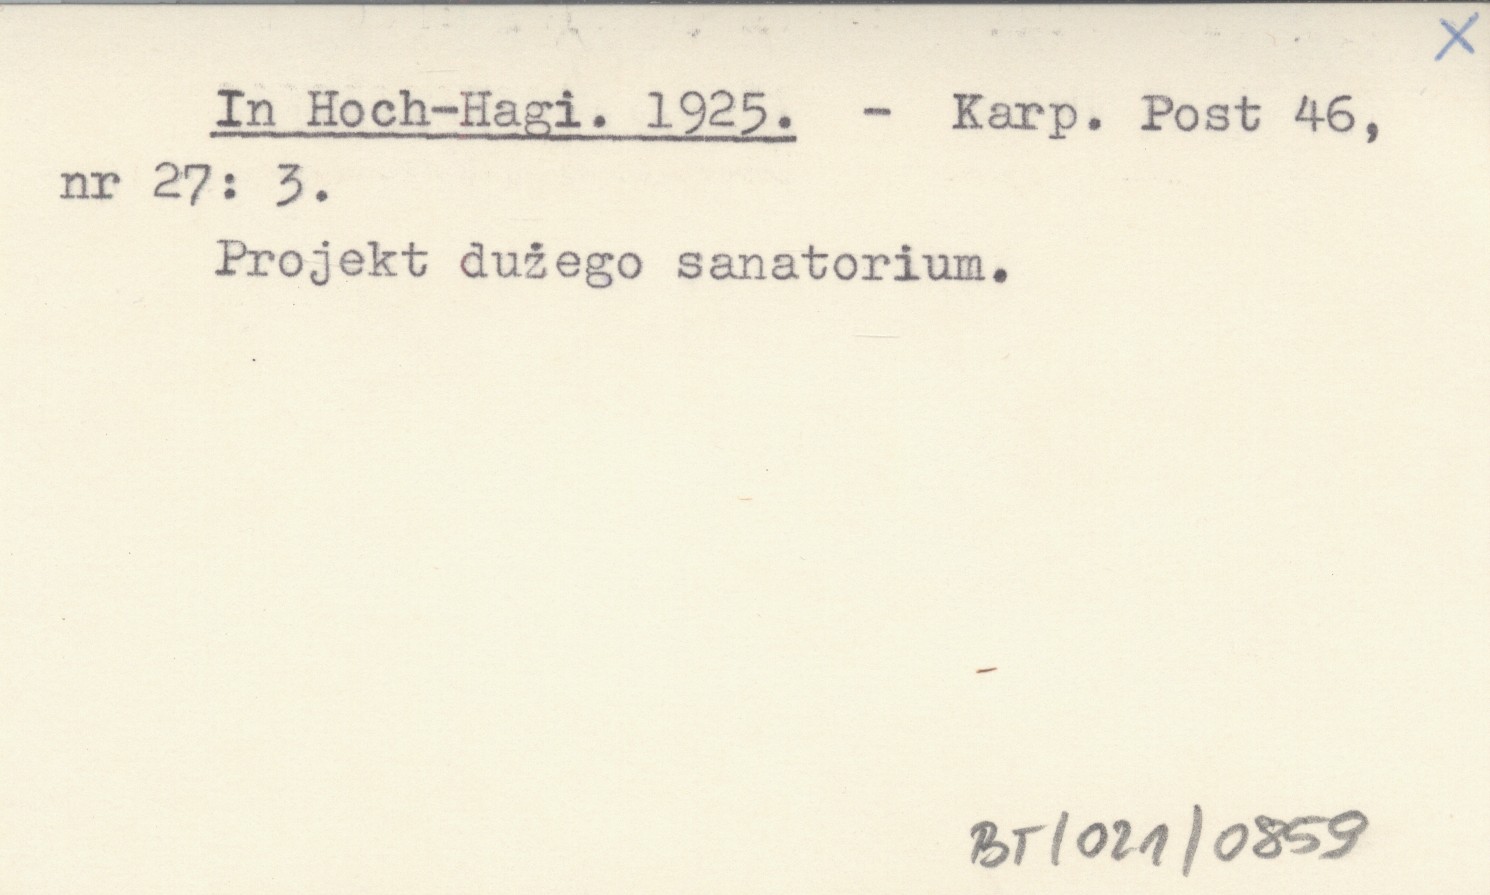 In Hoch-Hagi. 1925. - Karp. Post 46,
nr 27: 3.
Projekt dużego sanatorium.
BT/021/0859